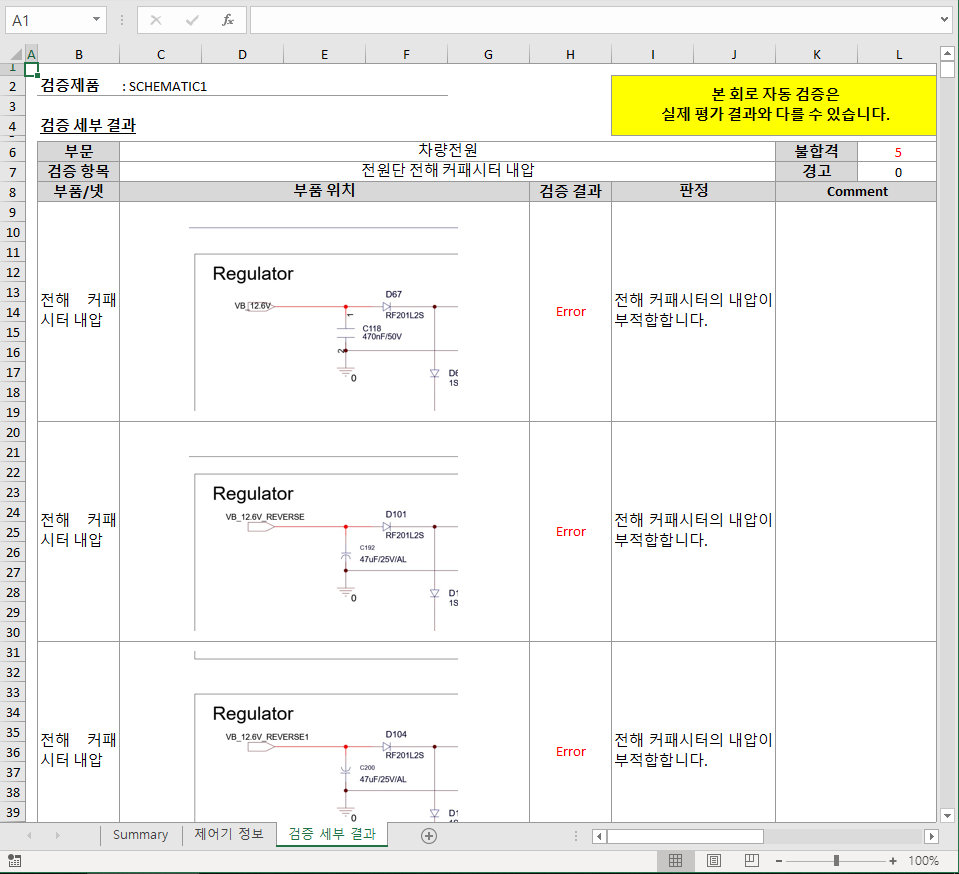 A1
fx
A B C D E F G H I J K L
1
2 검증제품 : SCHEMATIC1
본 회로 자동 검증은
3
실제 평가 결과와 다를 수 있습니다.
4 검증 세부 결과
6 부문 차량전원 불합격 5
7 검증 항목 전원단 전해 커패시터 내압 경고 0
8 부품/넷 부품 위치 검증 결과 판정 Comment
9
10
11
12 Regulator
13 D67
VB_12.6V
전해 커패
전해 커패시터의 내압이
14 1
RF201L2S
Error
C118
시터 내압
부적합합니다.
15 470nF/50V
16 2
17 0
D6
1S
18
19
20
21
22
23 Regulator
24 VB_12.6V_REVERSE D101
전해 커패
전해 커패시터의 내압이
25 RF201L2S
Error
시터 내압
부적합합니다.
26 C192
47uF/25V/AL
27
28 0
D1
1S
29
30
31
32
33
34 Regulator
35 VB_12.6V_REVERSE1 D104
전해 커패
전해 커패시터의 내압이
36 RF201L2S
Error
시터 내압
부적합합니다.
37 C200
47uF/25V/AL
38
39 0
D1
Summary 제어기 정보 검증 세부 결과
100%